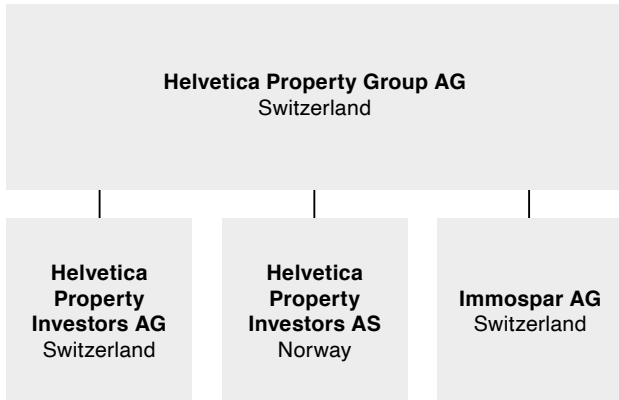 Helvetica Property Group AG
Switzerland
Helvetica
Property
Investors AG
Switzerland
Helvetica
Property
Investors AS
Norway
Immospar AG
Switzerland